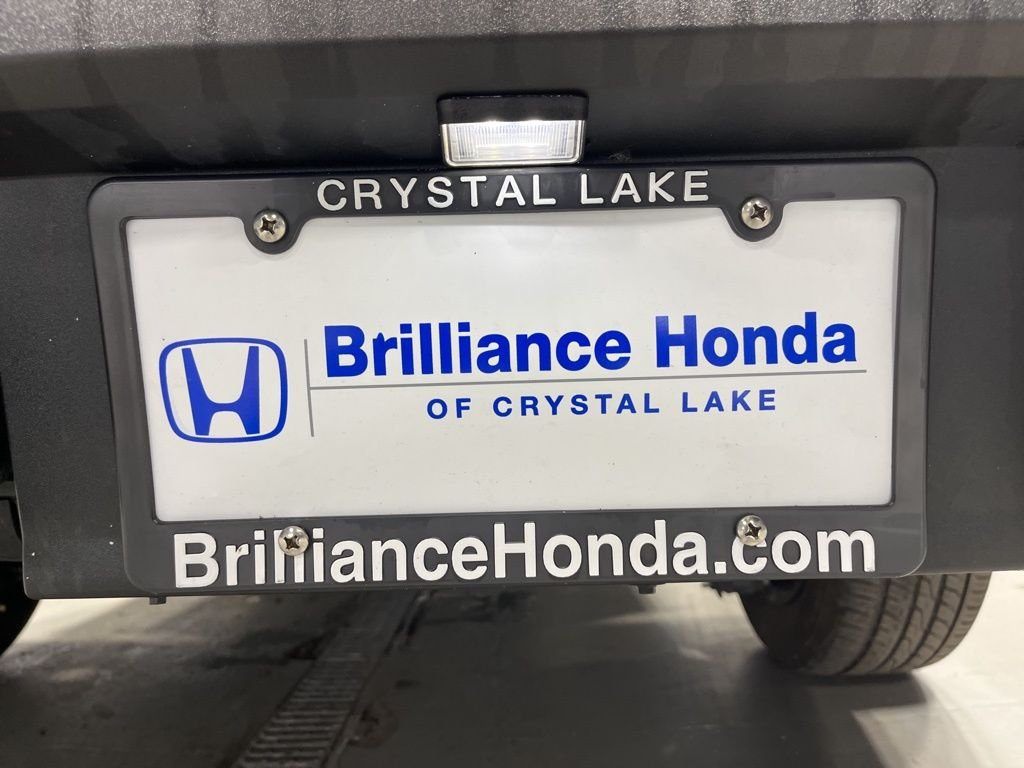 CRYSTAL LAKE
Brilliance Honda
OF CRYSTAL LAKE
BrillianceHonda.com